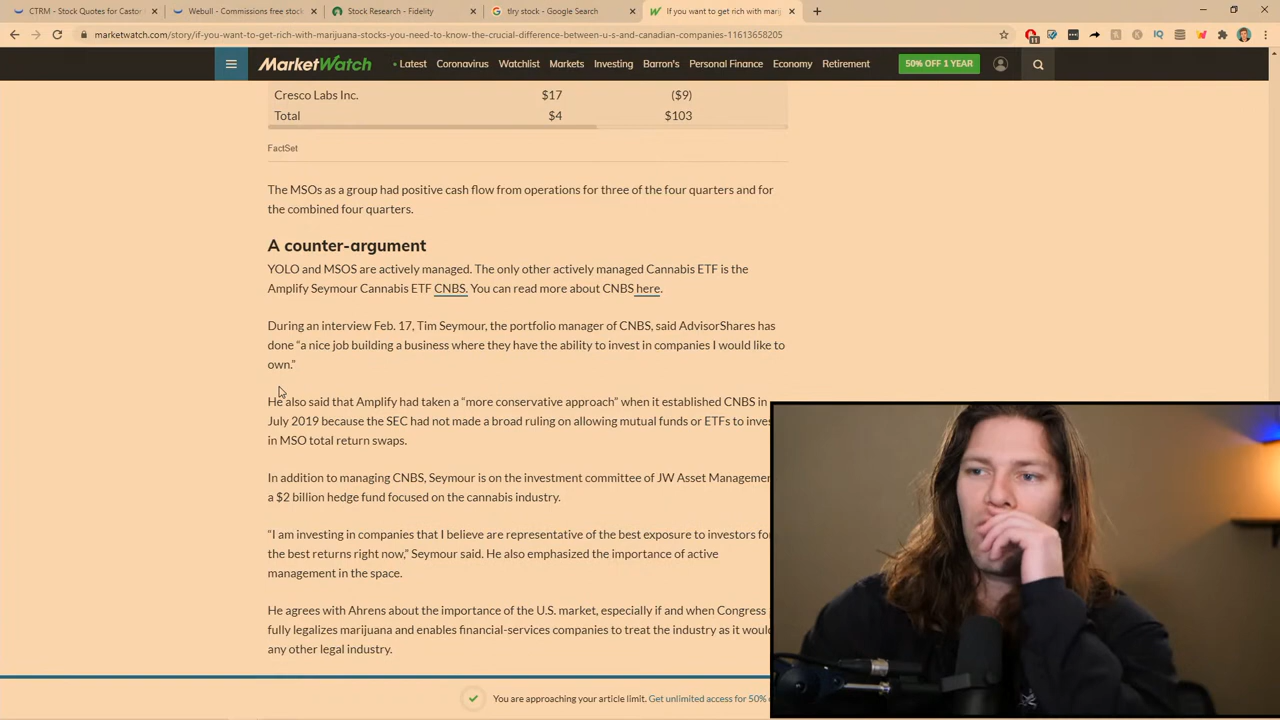 CTRM - Stock Quotes for Castor
Webull - Commissions free stock
Stock Research - Fidelity
tlry stock - Google Search
If you want to get rich with mari
marketwatch.com/story/if-you-want-to-get-rich-with-marijuana-stocks-you-need-to-know-the-crucial-difference-between-u-s-and-canadian-companies-11613658205
MarketWatch
Latest
Coronavirus
Watchlist
Markets
Investing
Barron's
Personal Finance
Economy
Retirement
50% OFF 1 YEAR
Cresco Labs Inc. $17 ($9)
Total $4 $103
FactSet
The MSOs as a group had positive cash flow from operations for three of the four quarters and for
the combined four quarters.
A counter-argument
YOLO and MSOS are actively managed. The only other actively managed Cannabis ETF is the
Amplify Seymour Cannabis ETF CNBS. You can read more about CNBS here.
During an interview Feb. 17, Tim Seymour, the portfolio manager of CNBS, said AdvisorShares has
done “a nice job building a business where they have the ability to invest in companies I would like to
own.”
He also said that Amplify had taken a “more conservative approach” when it established CNBS in
July 2019 because the SEC had not made a broad ruling on allowing mutual funds or ETFs to inves
in MSO total return swaps.
In addition to managing CNBS, Seymour is on the investment committee of JW Asset Managemen
a $2 billion hedge fund focused on the cannabis industry.
“I am investing in companies that I believe are representative of the best exposure to investors for
the best returns right now,” Seymour said. He also emphasized the importance of active
management in the space.
He agrees with Ahrens about the importance of the U.S. market, especially if and when Congress
fully legalizes marijuana and enables financial-services companies to treat the industry as it would
any other legal industry.
You are approaching your article limit. Get unlimited access for 50%